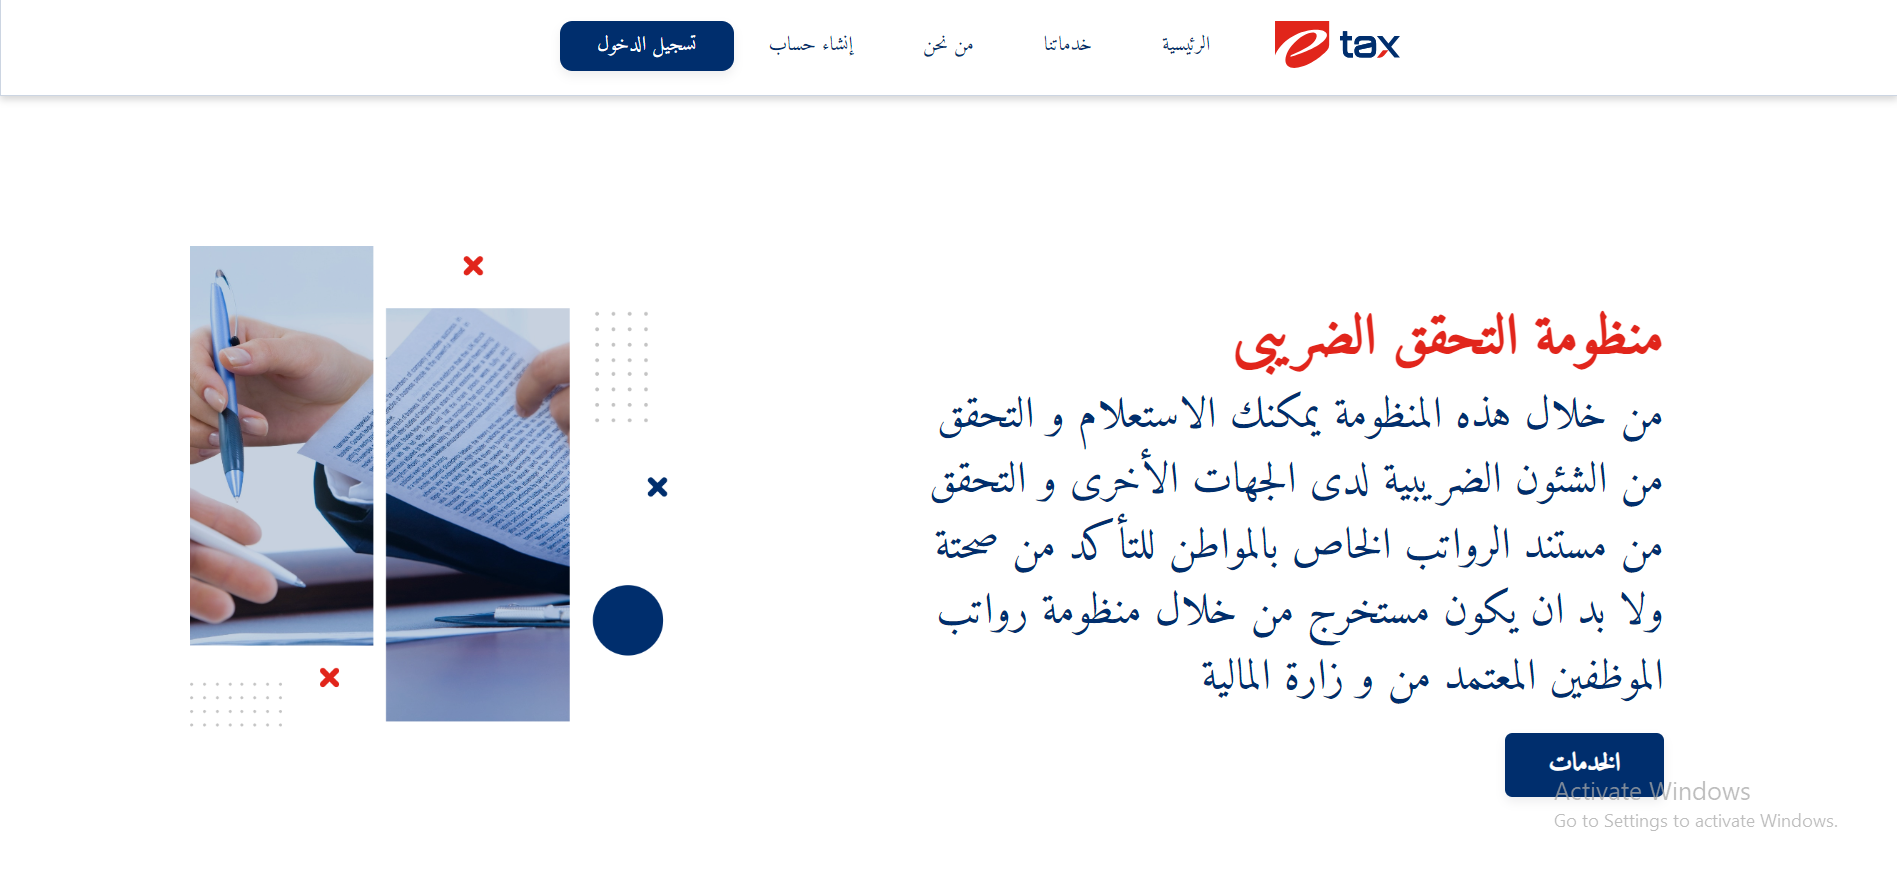 tax
الرئيسية
خدماتنا
من نحن
إنشاء حساب
تسجيل الدخول
منظومة التحقق الضريبى
من خلال هذه المنظومة يمكنك الاستعلام و التحقق
من الشئون الضريبية لدى الجهات الأخرى و التحقق
من مستند الرواتب الخاص بالمواطن للتأكد من صحتة
ولا بد ان يكون مستخرج من خلال منظومة رواتب
الموظفين المعتمد من و زارة المالية
الخدمات
Activate Windows
Go to Settings to activate Windows.